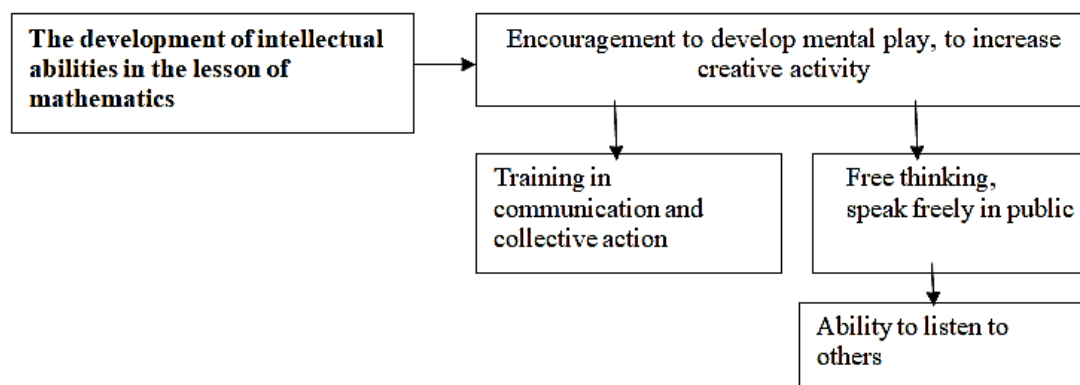 The development of intellectual
abilities in the lesson of
mathematics
Encouragement to develop mental play, to increase
creative activity
Training in
communication and
collective action
Free thinking,
speak freely in public
Ability to listen to
others